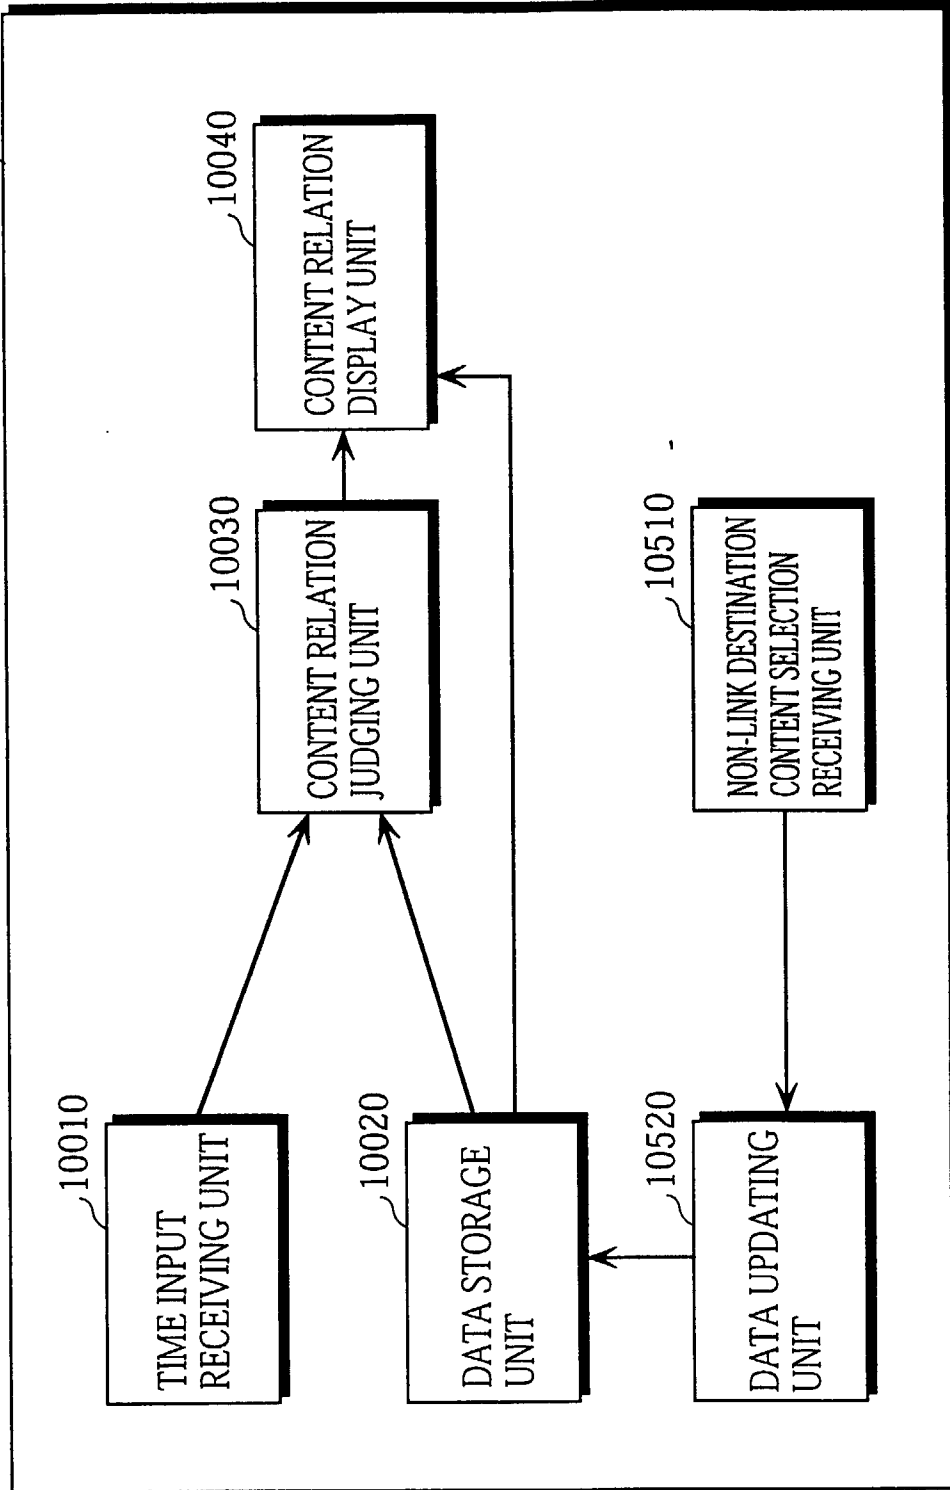 10010
TIME INPUT
RECEIVING UNIT
10020
DATA STORAGE
UNIT
10520
DATA UPDATING
UNIT
10030
CONTENT RELATION
JUDGING UNIT
10510
NON-LINK DESTINATION
CONTENT SELECTION
RECEIVING UNIT
10040
CONTENT RELATION
DISPLAY UNIT